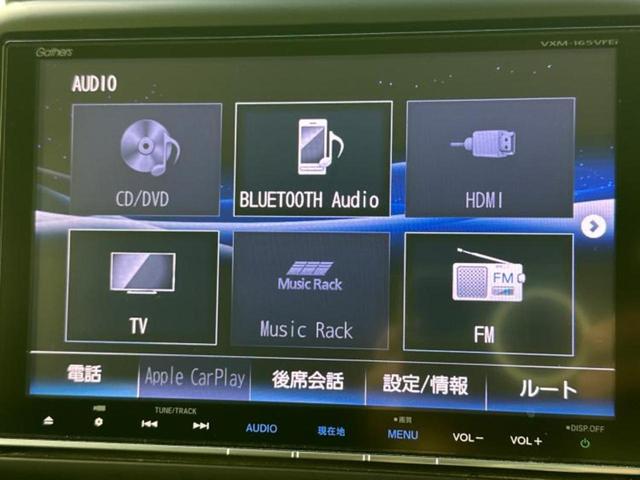 Gathers
VXM-165VFEi
AUDIO
CD/DVD
BLUETOOTH Audio
HDMI
TV
Music Rack
Music Rack
FM
FM
電話
Apple CarPlay
後席会話
設定/情報
ルート
TUNE/TRACK
AUDIO
現在地
画質
MENU
VOL−
VOL+
DISP.OFF